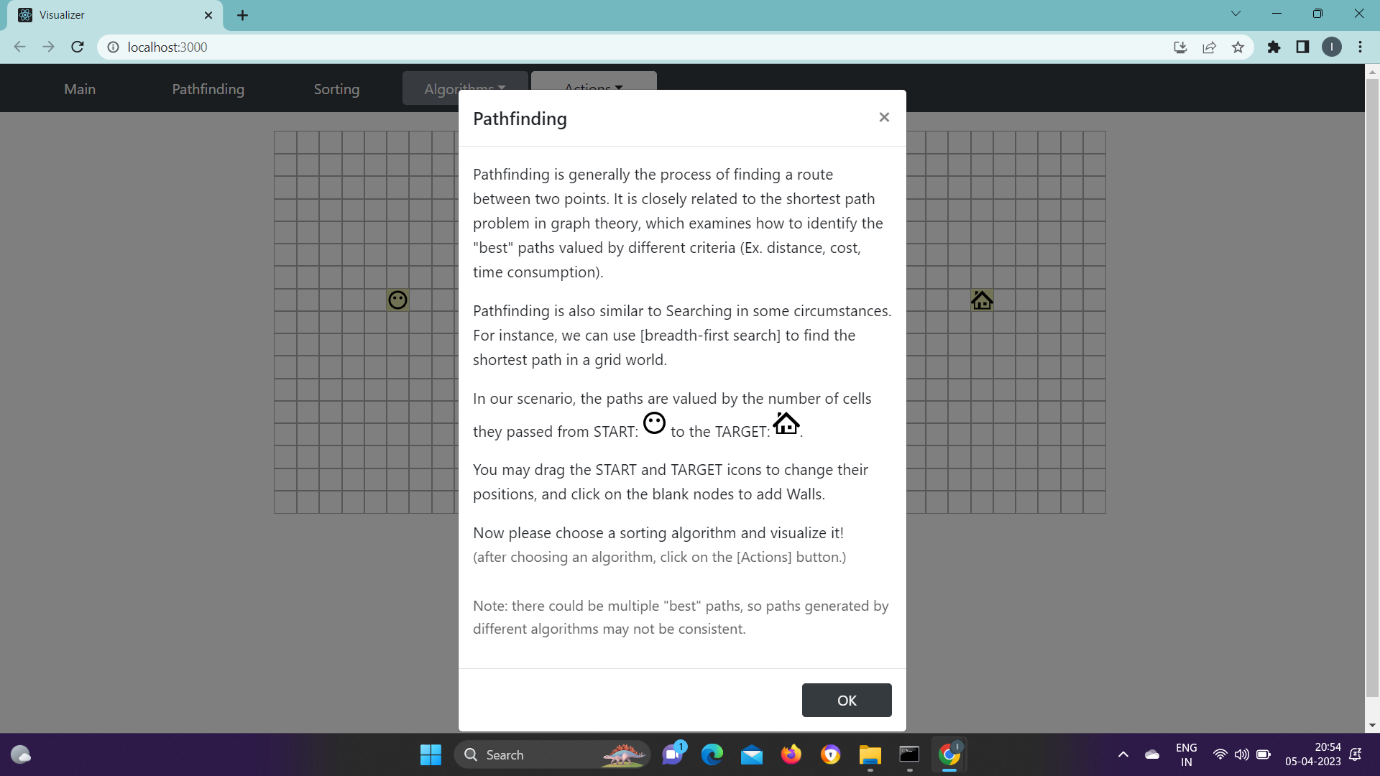 Visualizer
localhost:3000
I
Main Pathfinding Sorting Algorithms Actions
Pathfinding
Pathfinding is generally the process of finding a route
between two points. It is closely related to the shortest path
problem in graph theory, which examines how to identify the
"best" paths valued by different criteria (Ex. distance, cost,
time consumption).
Pathfinding is also similar to Searching in some circumstances.
For instance, we can use [breadth-first search] to find the
shortest path in a grid world.
In our scenario, the paths are valued by the number of cells
they passed from START: to the TARGET: .
You may drag the START and TARGET icons to change their
positions, and click on the blank nodes to add Walls.
Now please choose a sorting algorithm and visualize it!
(after choosing an algorithm, click on the [Actions] button.)
Note: there could be multiple "best" paths, so paths generated by
different algorithms may not be consistent.
OK
Search
1
I
ENG
IN
20:54
05-04-2023